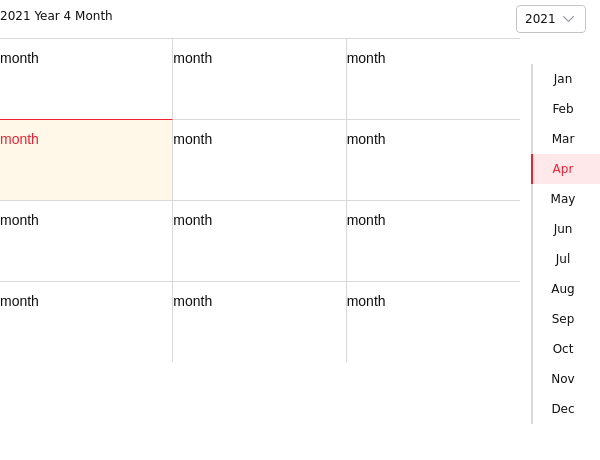 2021 Year 4 Month
2021
month month month
month month month
month month month
month month month
Jan
Feb
Mar
Apr
May
Jun
Jul
Aug
Sep
Oct
Nov
Dec